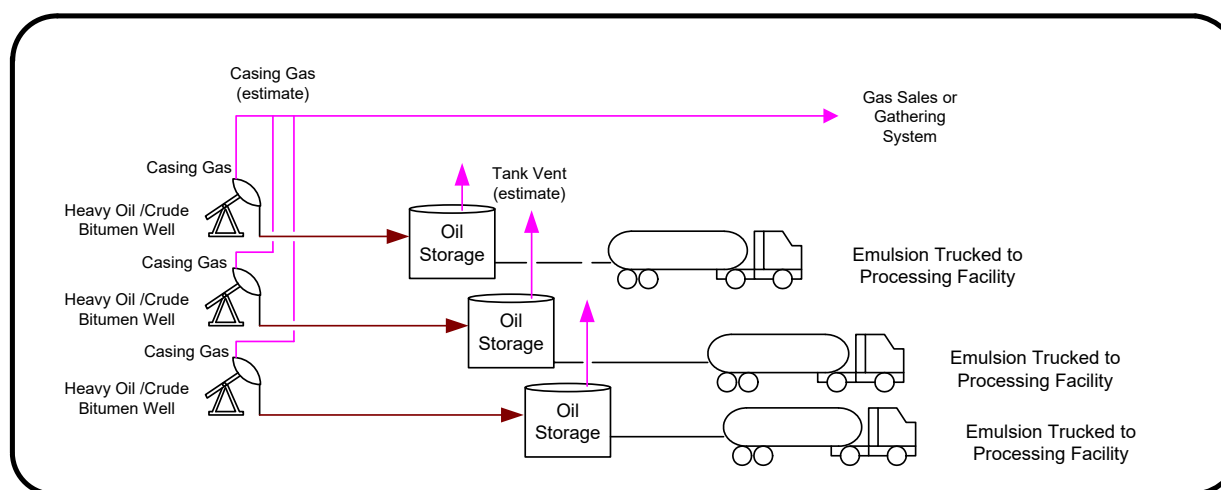 Casing Gas
(estimate)
Gas Sales or
Gathering
System
Casing Gas
Tank Vent
(estimate)
Heavy Oil /Crude
Bitumen Well
Oil
Storage
Emulsion Trucked to
Processing Facility
Casing Gas
Heavy Oil /Crude
Bitumen Well
Oil
Storage
Casing Gas
Emulsion Trucked to
Processing Facility
Heavy Oil /Crude
Bitumen Well
Oil
Storage
Emulsion Trucked to
Processing Facility